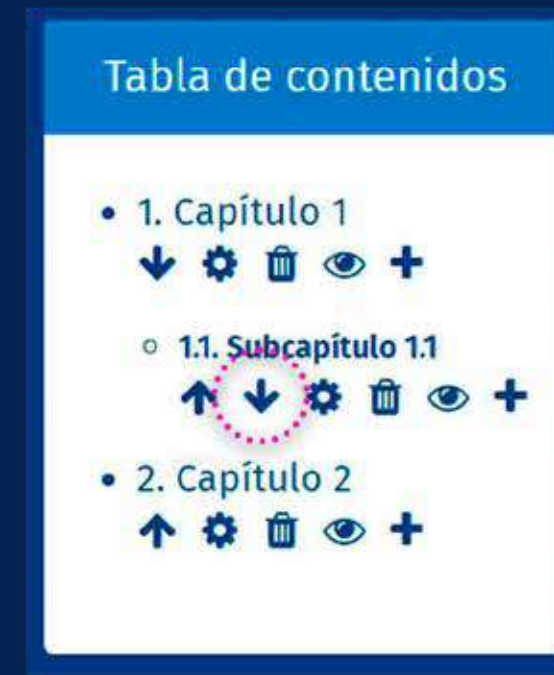 Tabla de contenidos
• 1. Capítulo 1
○ 1.1. Subcapítulo 1.1
• 2. Capítulo 2